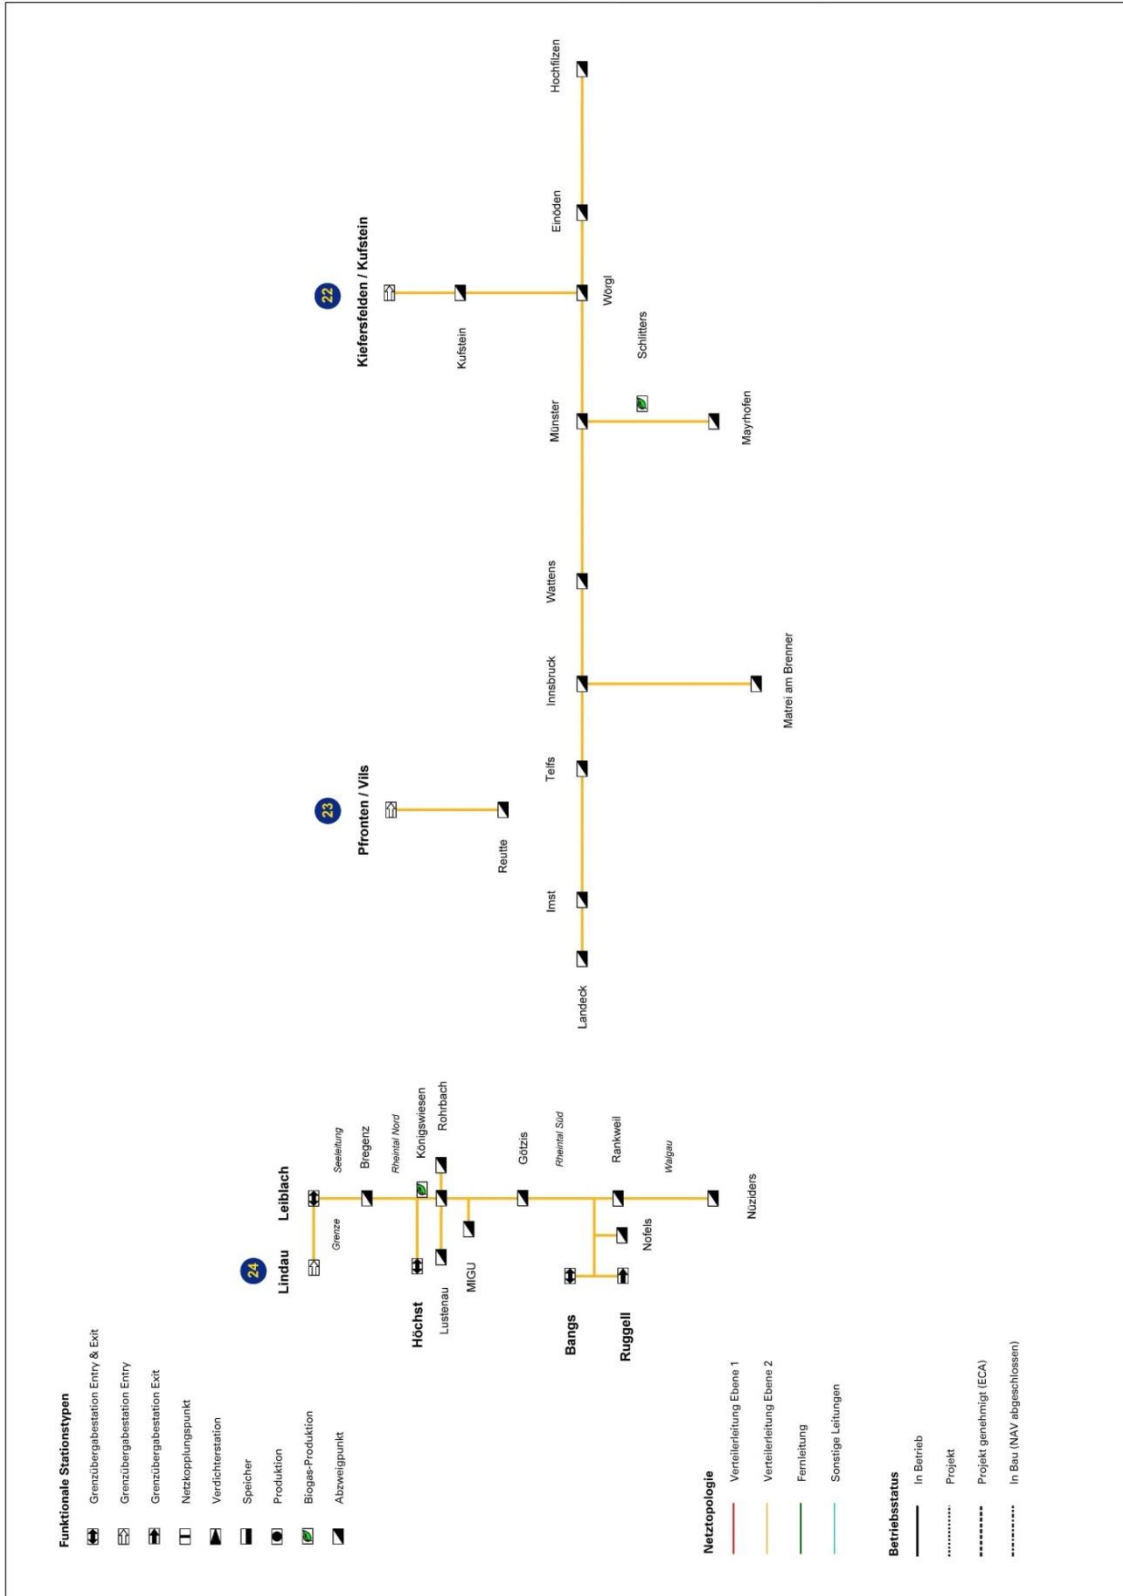 Funktionale Stationstypen
Grenzübergabestation Entry & Exit
Grenzübergabestation Entry
Grenzübergabestation Exit
Netzkopplungspunkt
Verdichterstation
Speicher
Produktion
Biogas-Produktion
Abzweigpunkt
Netztopologie
Verteilerleitung Ebene 1
Verteilerleitung Ebene 2
Fernleitung
Sonstige Leitungen
Betriebsstatus
In Betrieb
Projekt
Projekt genehmigt (ECA)
In Bau (NAV abgeschlossen)
24
Lindau
Leiblach
Grenze
Seeleitung
Bregenz
Rheintal Nord
Höchst
Königswiesen
Lustenau
Rohrbach
MIGU
Götzis
Rheintal Süd
Bangs
Ruggell
Nofels
Rankweil
Walgau
Nüziders
23
Pfronten / Vils
Reutte
22
Kiefersfelden / Kufstein
Kufstein
Landeck
Imst
Telfs
Innsbruck
Wattens
Münster
Wörgl
Einöden
Hochfilzen
Schlitters
Mayrhofen
Matrei am Brenner